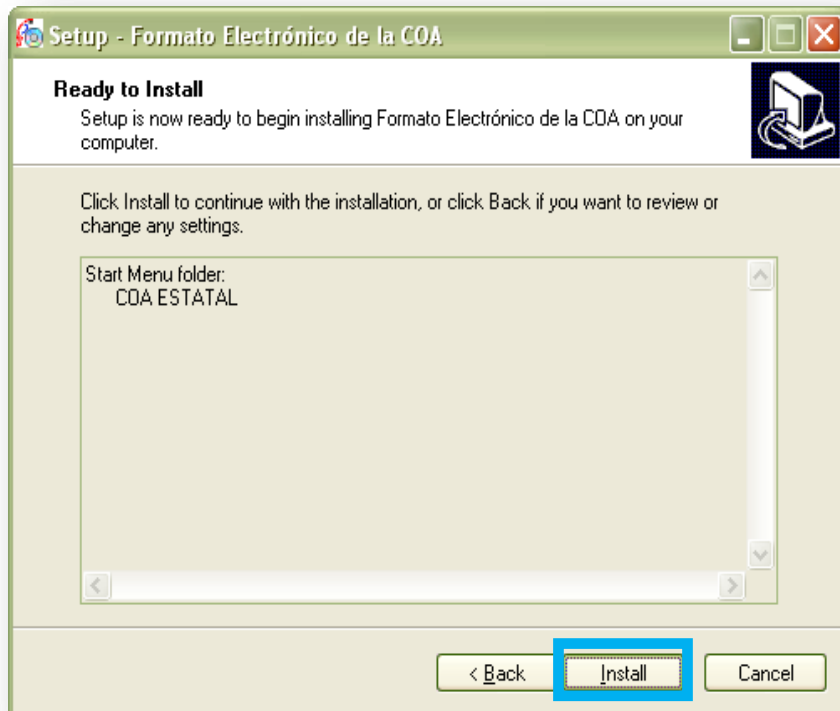 Setup - Formato Electrónico de la COA
Ready to Install
Setup is now ready to begin installing Formato Electrónico de la COA on your
computer.
Click Install to continue with the installation, or click Back if you want to review or
change any settings.
Start Menu folder:
COA ESTATAL
< Back
Install
Cancel